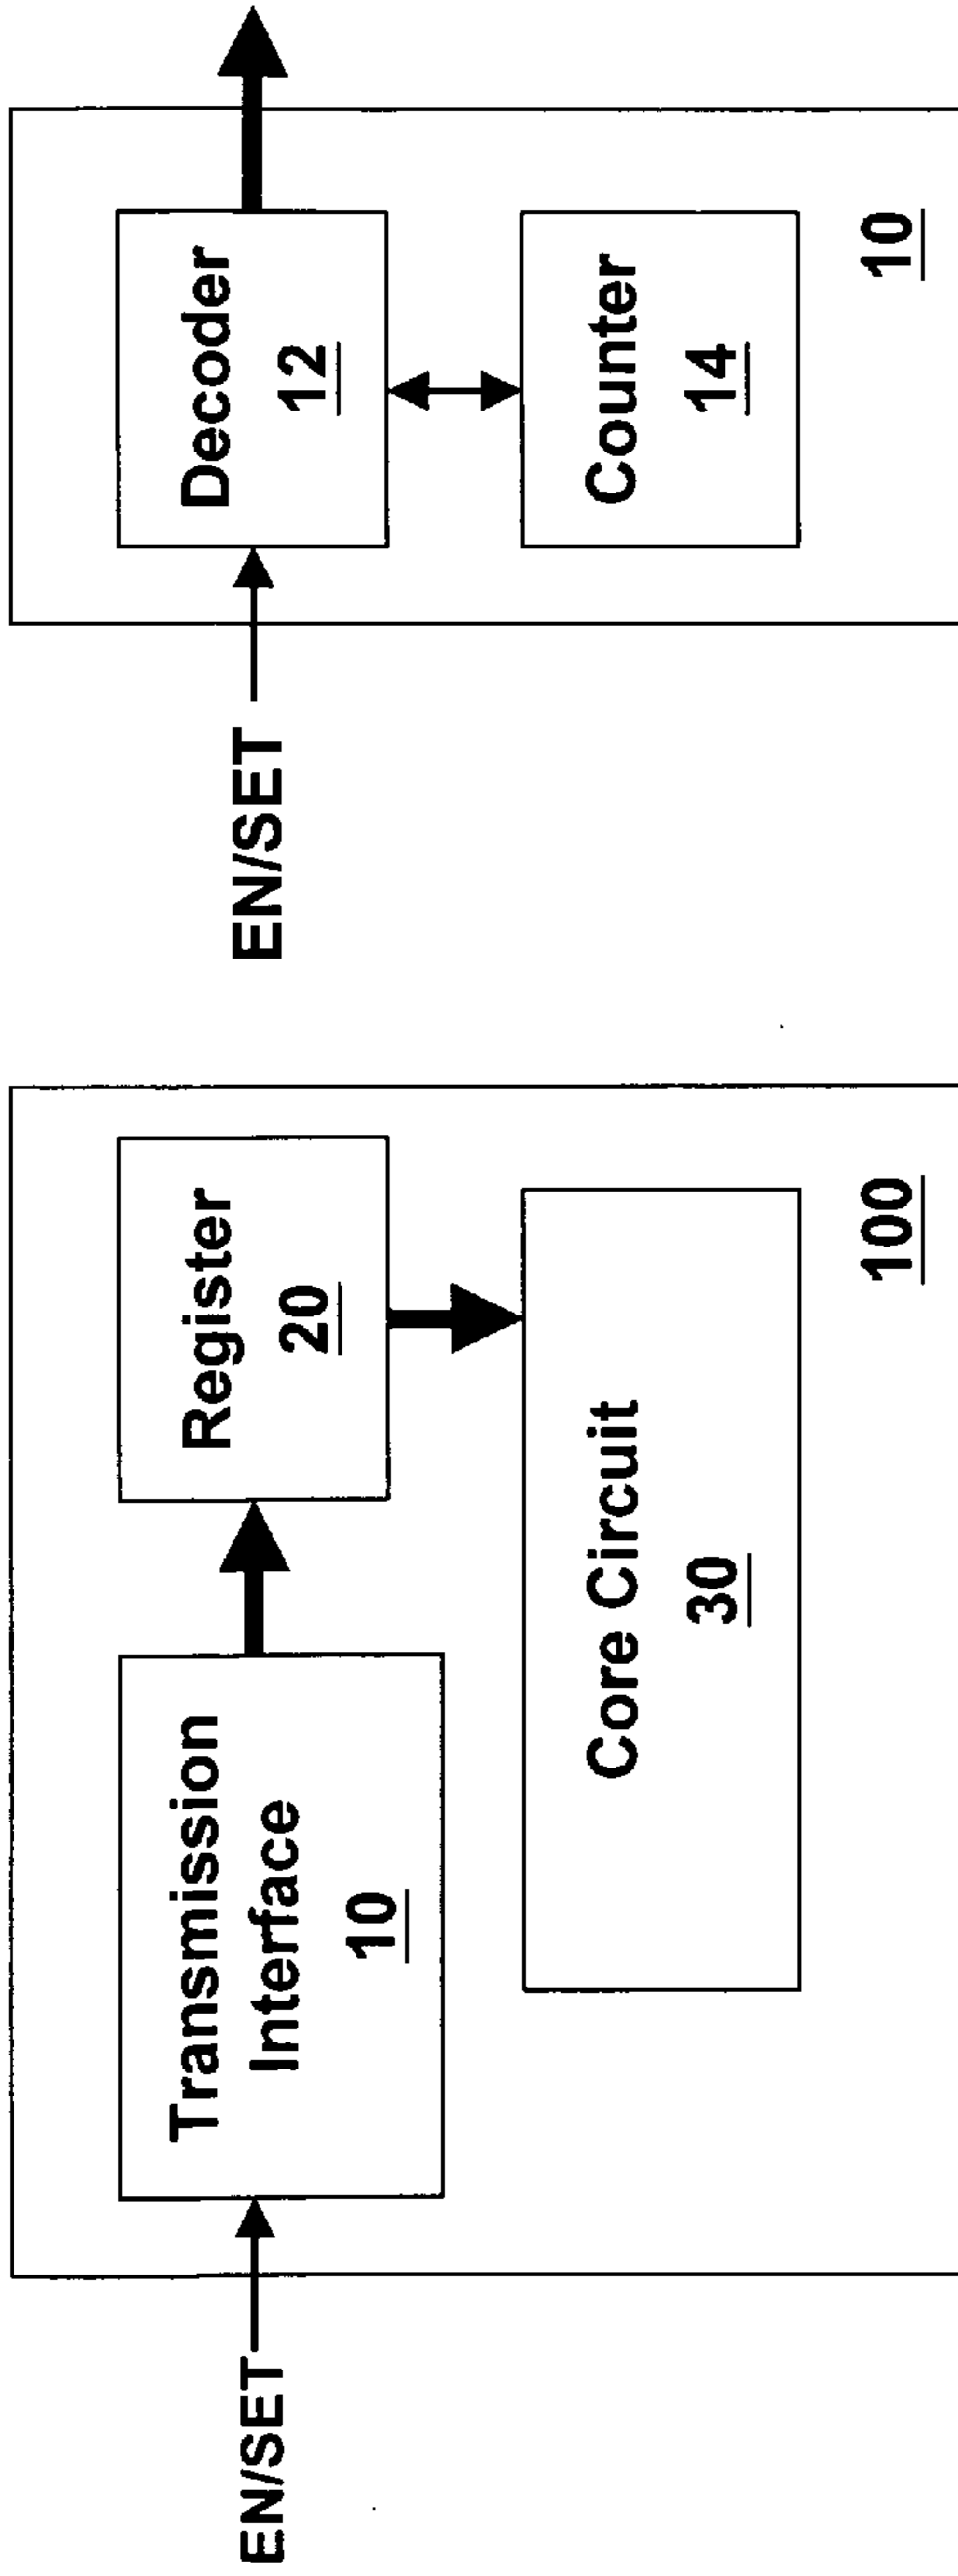 EN/SET
Transmission
Interface
10
Register
20
Core Circuit
30
100
EN/SET
Decoder
12
Counter
14
10